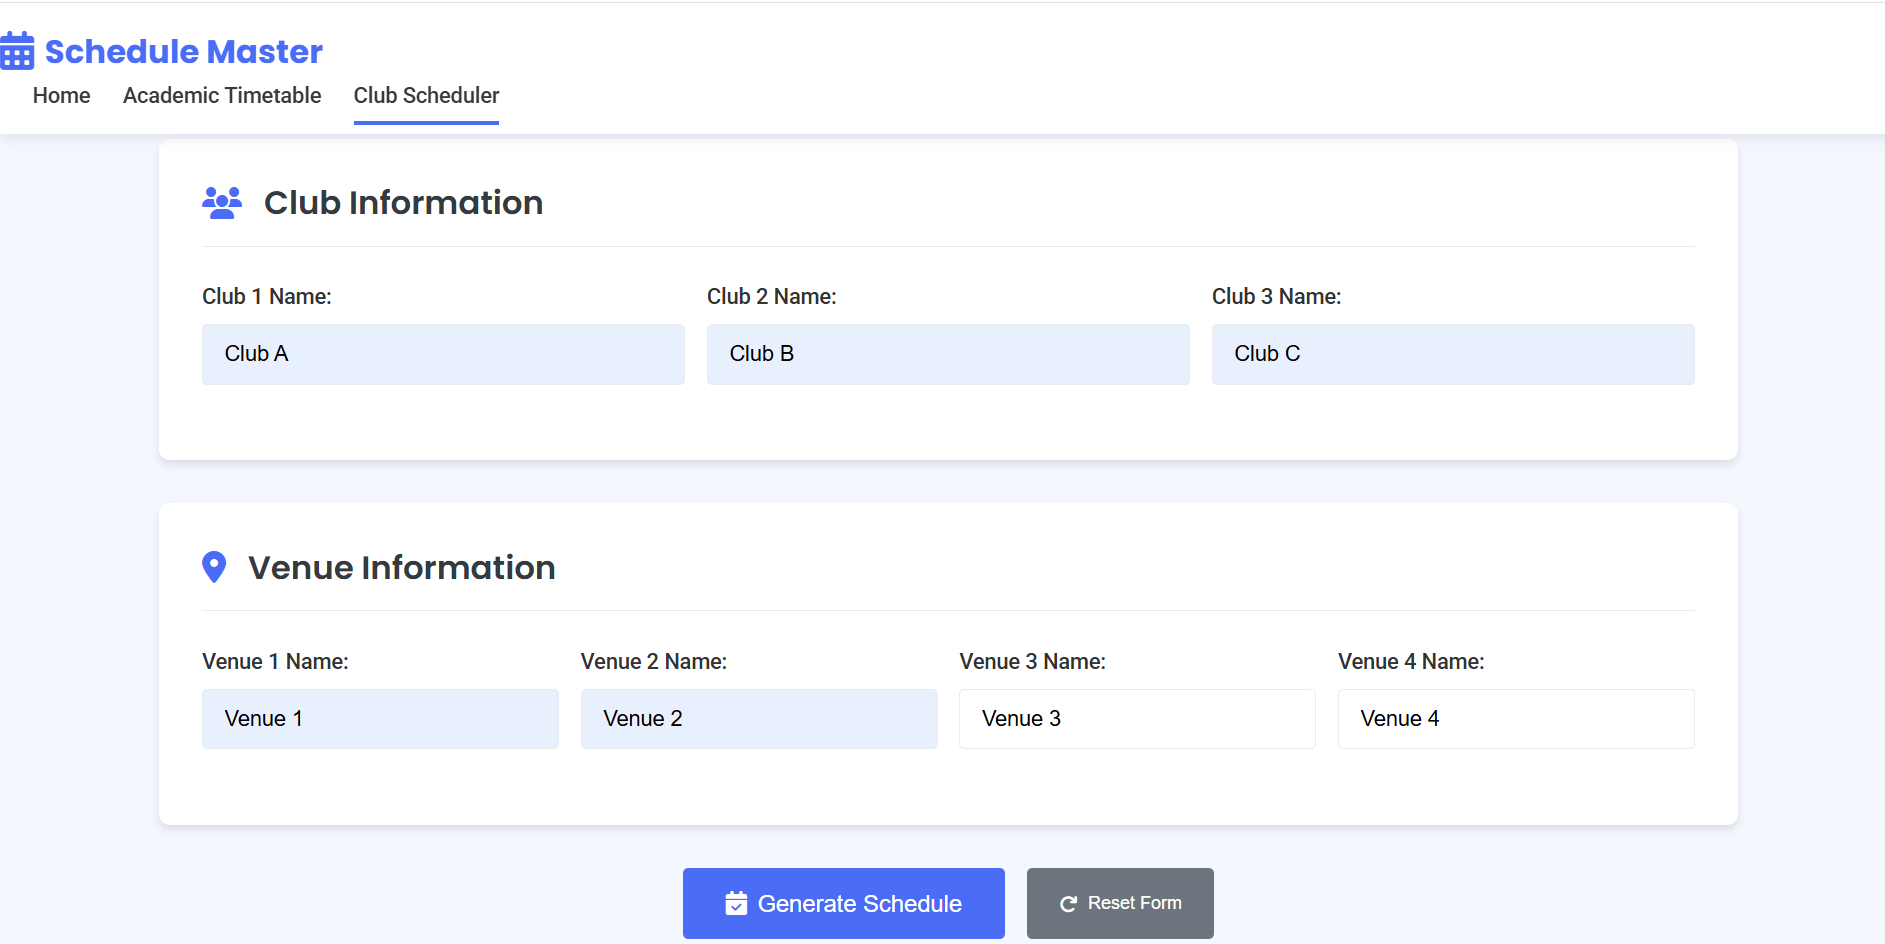 Schedule Master
Home Academic Timetable Club Scheduler
Club Information
Club 1 Name: Club 2 Name: Club 3 Name:
Club A Club B Club C
Venue Information
Venue 1 Name: Venue 2 Name: Venue 3 Name: Venue 4 Name:
Venue 1 Venue 2 Venue 3 Venue 4
Generate Schedule Reset Form